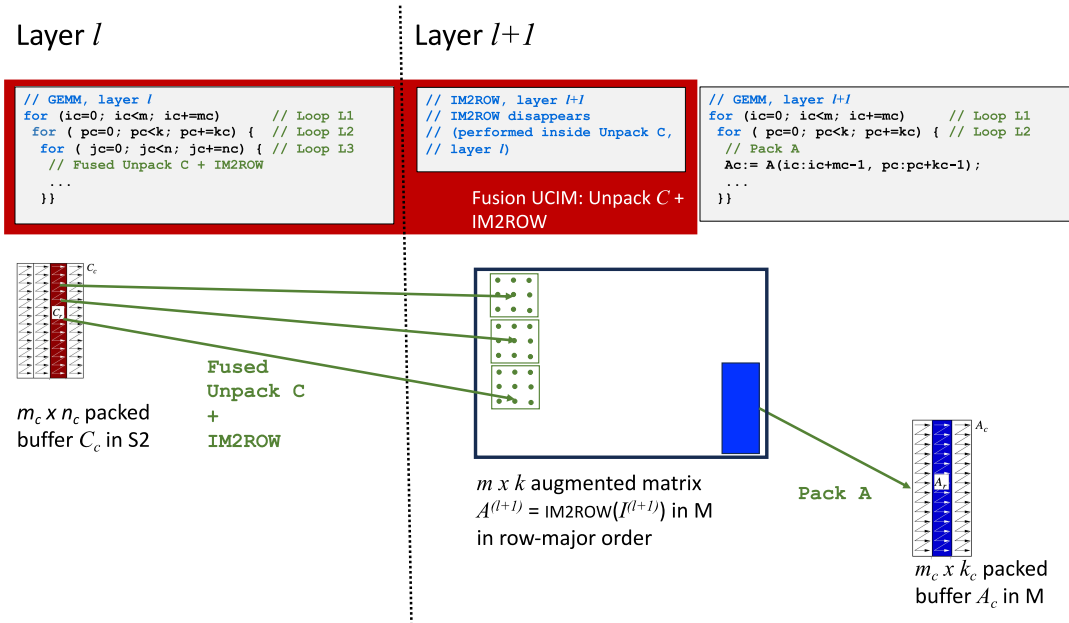 Layer l
Layer l+1
// GEMM, layer l
for (ic=0; ic<m; ic+=mc) // Loop L1
for ( pc=0; pc<k; pc+=kc) { // Loop L2
for ( jc=0; jc<n; jc+=nc) { // Loop L3
// Fused Unpack C + IM2ROW
...
}}
// IM2ROW, layer l+1
// IM2ROW disappears
// (performed inside Unpack C,
// layer l)
Fusion UCIM: Unpack C +
IM2ROW
// GEMM, layer l+1
for (ic=0; ic<m; ic+=mc) // Loop L1
for ( pc=0; pc<k; pc+=kc) { // Loop L2
// Pack A
Ac:= A(ic:ic+mc-1, pc:pc+kc-1);
...
}}
Cc
Cr
mc x nc packed
buffer Cc in S2
Fused
Unpack C
+
IM2ROW
m x k augmented matrix
A(l+1) = IM2ROW(I(l+1)) in M
in row-major order
Pack A
Ac
Ar
mc x kc packed
buffer Ac in M